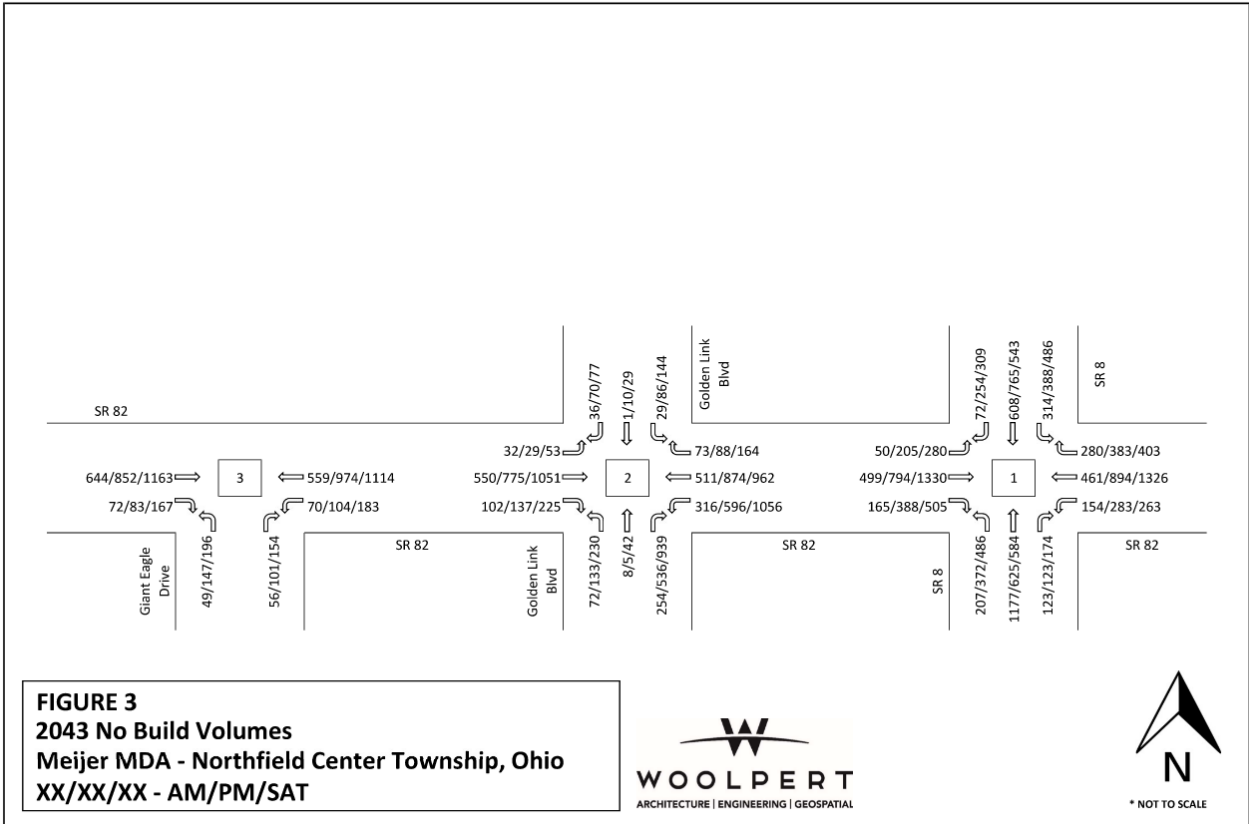 36/70/77
1/10/29
29/86/144
Golden Link
Blvd
72/254/309
608/765/543
314/388/486
SR 8
SR 82
32/29/53
73/88/164
50/205/280
280/383/403
644/852/1163
3
559/974/1114
550/775/1051
2
511/874/962
499/794/1330
1
461/894/1326
72/83/167
70/104/183
102/137/225
316/596/1056
165/388/505
154/283/263
Giant Eagle
Drive
49/147/196
56/101/154
SR 82
Golden Link
Blvd
72/133/230
8/5/42
254/536/939
SR 82
SR 8
207/372/486
1177/625/584
123/123/174
SR 82
FIGURE 3
2043 No Build Volumes
Meijer MDA - Northfield Center Township, Ohio
XX/XX/XX - AM/PM/SAT
WOOLPERT
ARCHITECTURE | ENGINEERING | GEOSPATIAL
N
* NOT TO SCALE